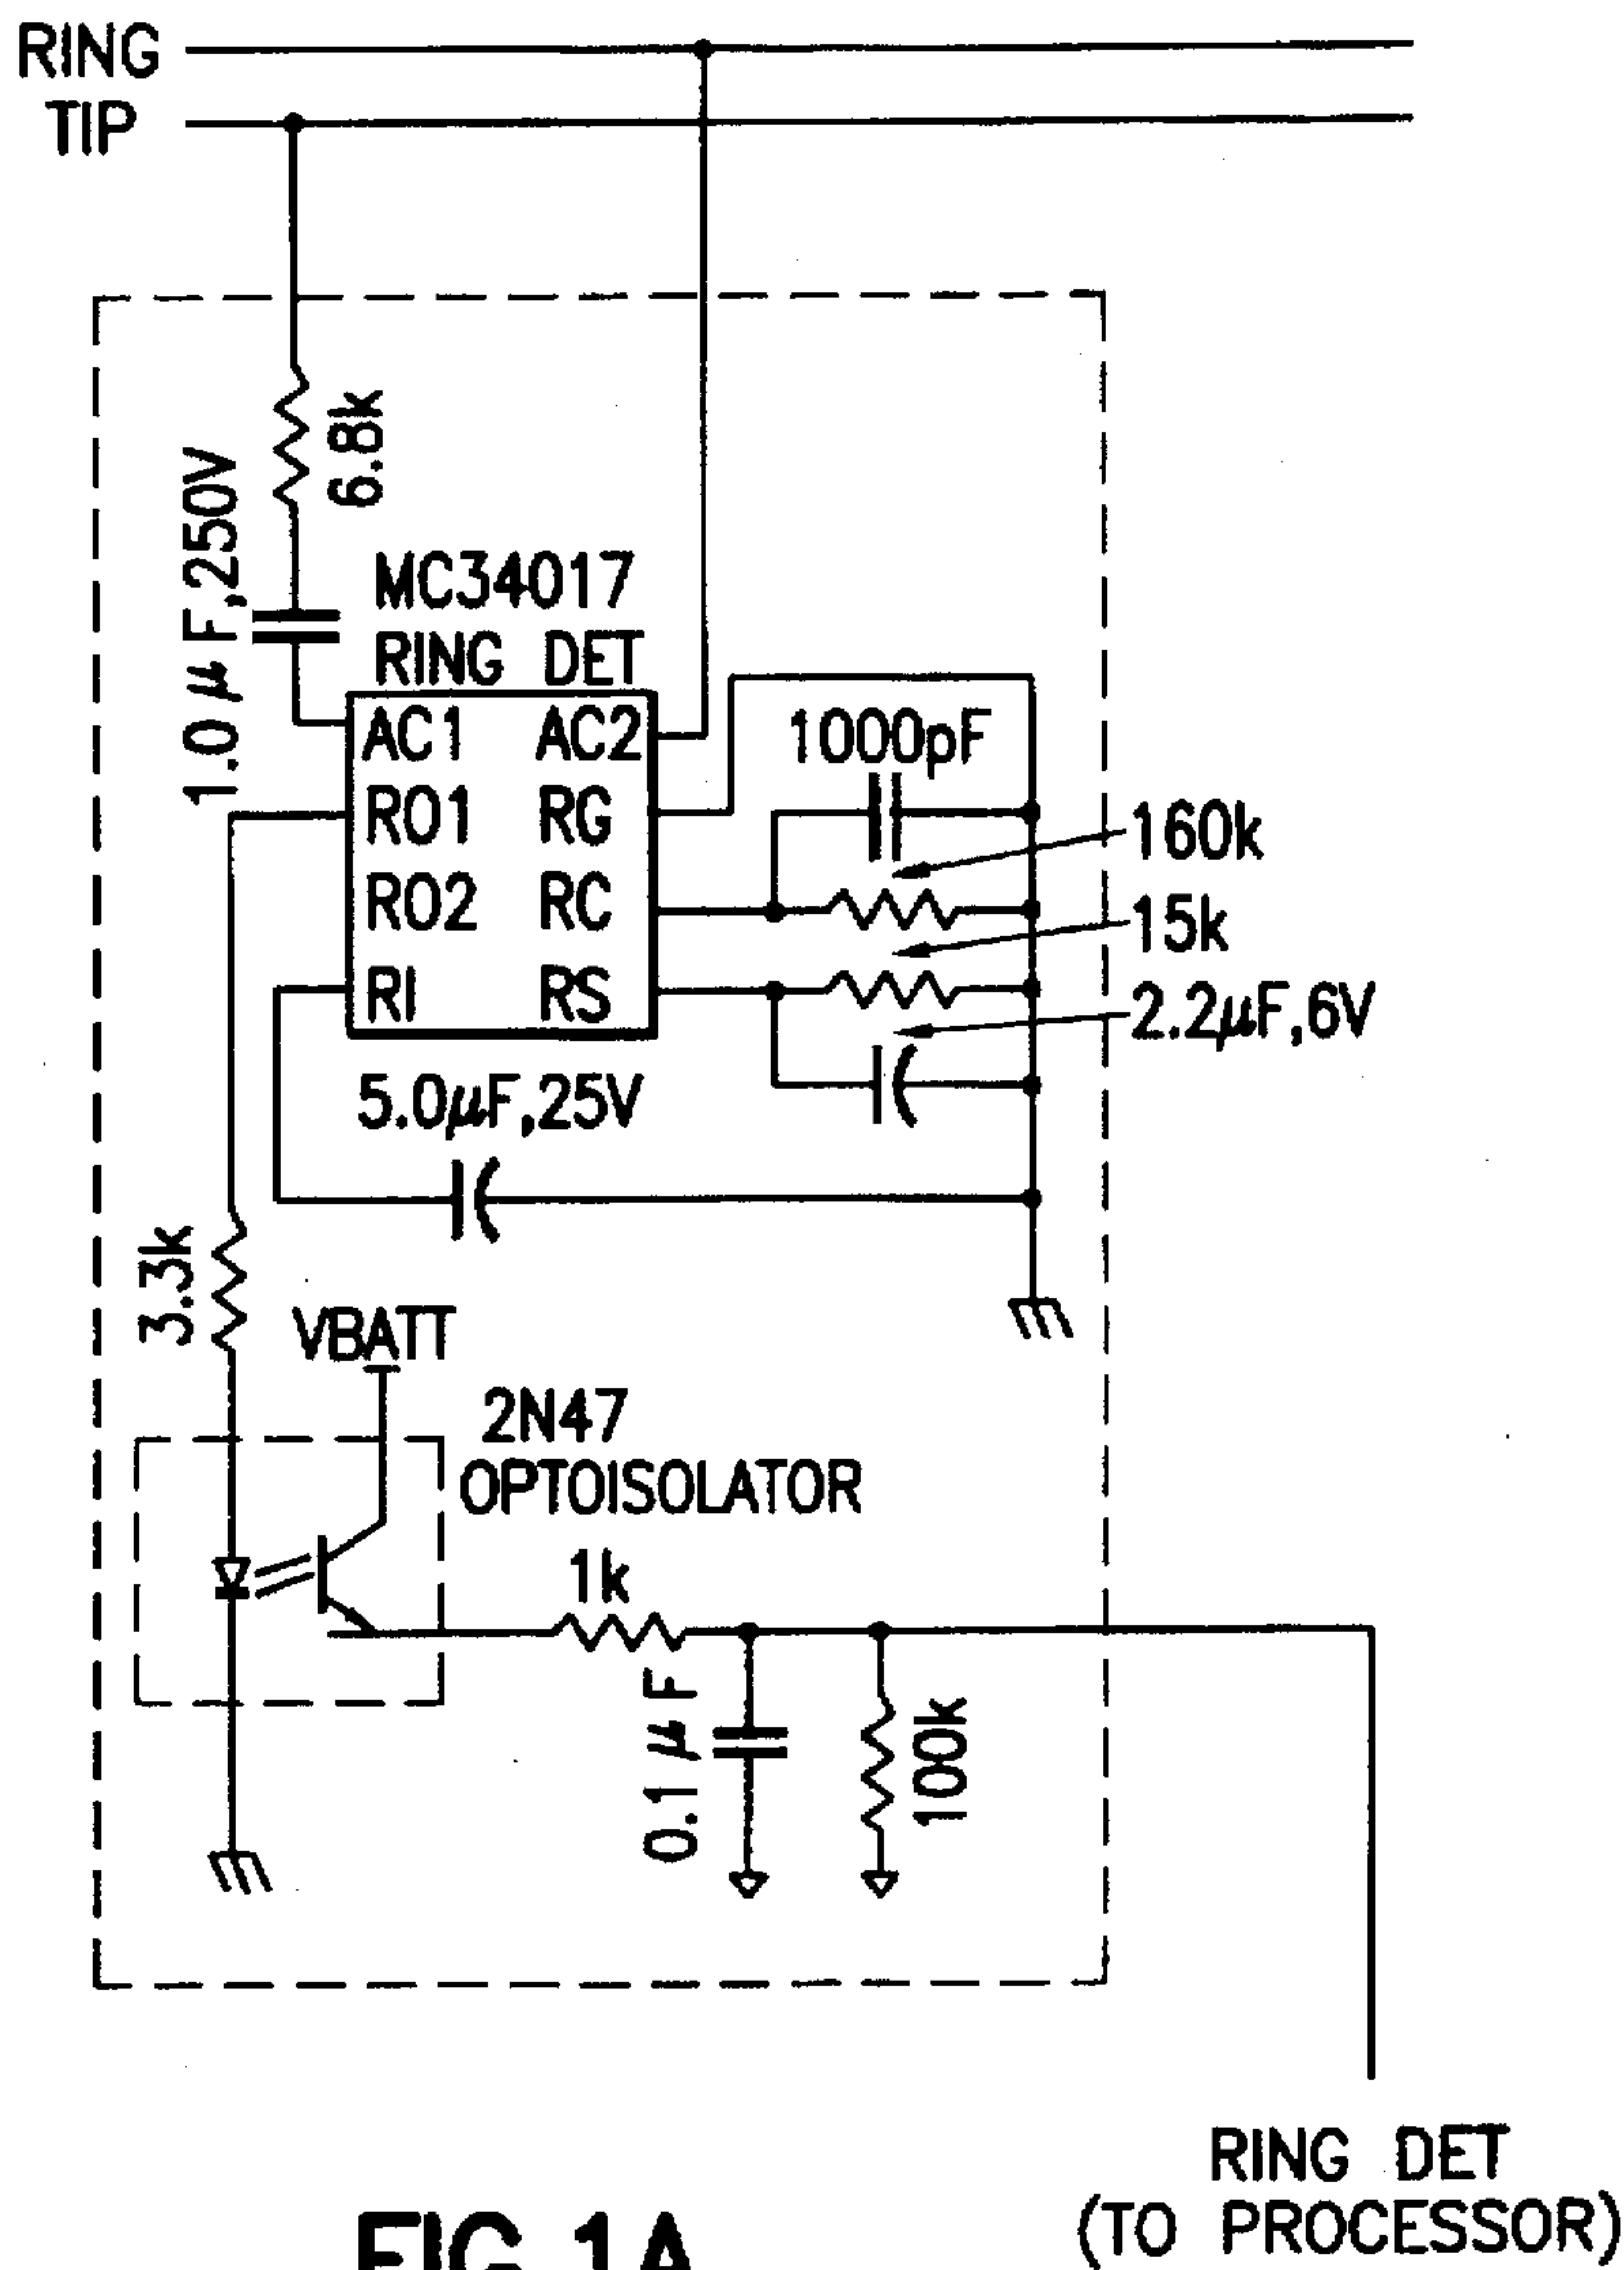 RING
TIP
6.8k
1.0 μF,250V
MC34017
RING DET
AC1 AC2
RO1 RG
RO2 RC
RI RS
1000pF
160k
15k
2.2μF,6V
5.0μF,25V
3.3k
VBATT
2N47
OPTOISOLATOR
1k
0.1 μF
100k
RING DET
(TO PROCESSOR)
FIG. 1A